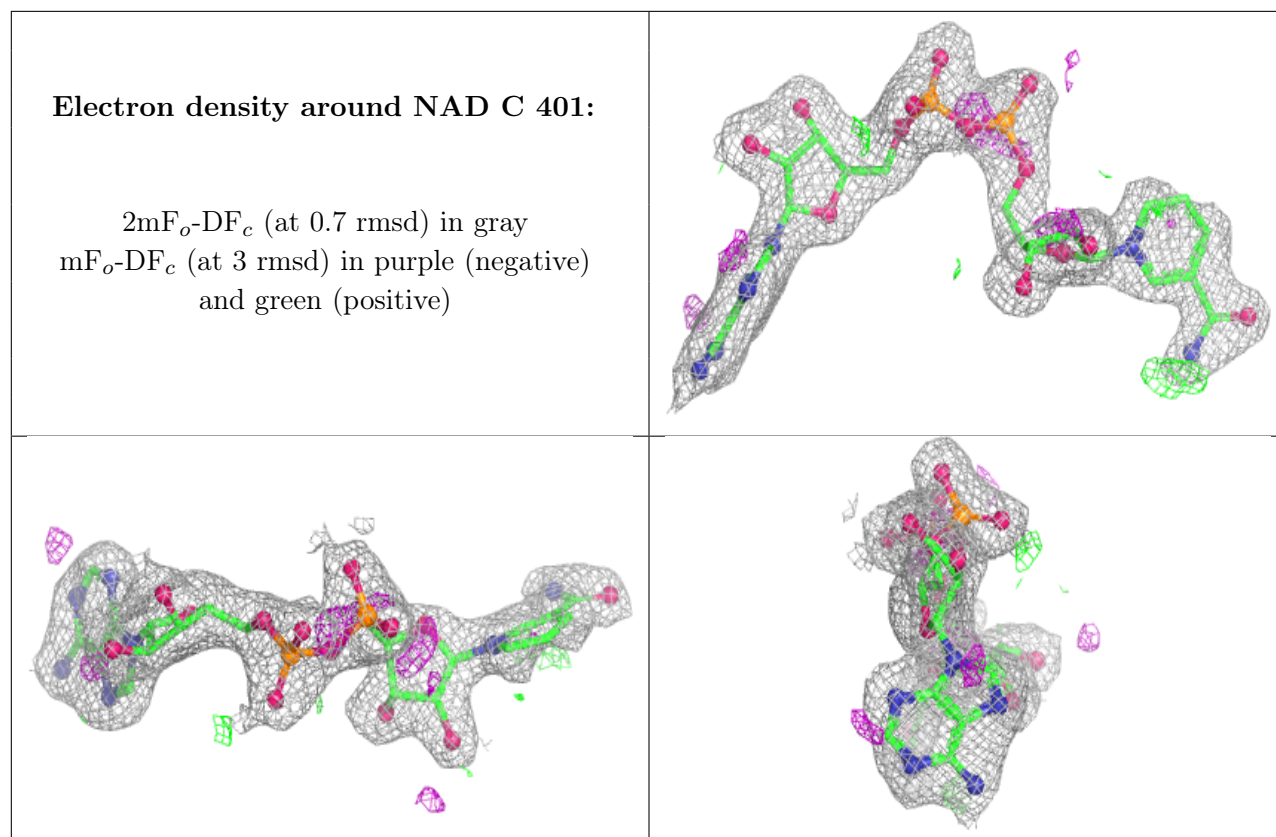 Electron density around NAD C 401:
2mFo-DFc (at 0.7 rmsd) in gray
mFo-DFc (at 3 rmsd) in purple (negative)
and green (positive)